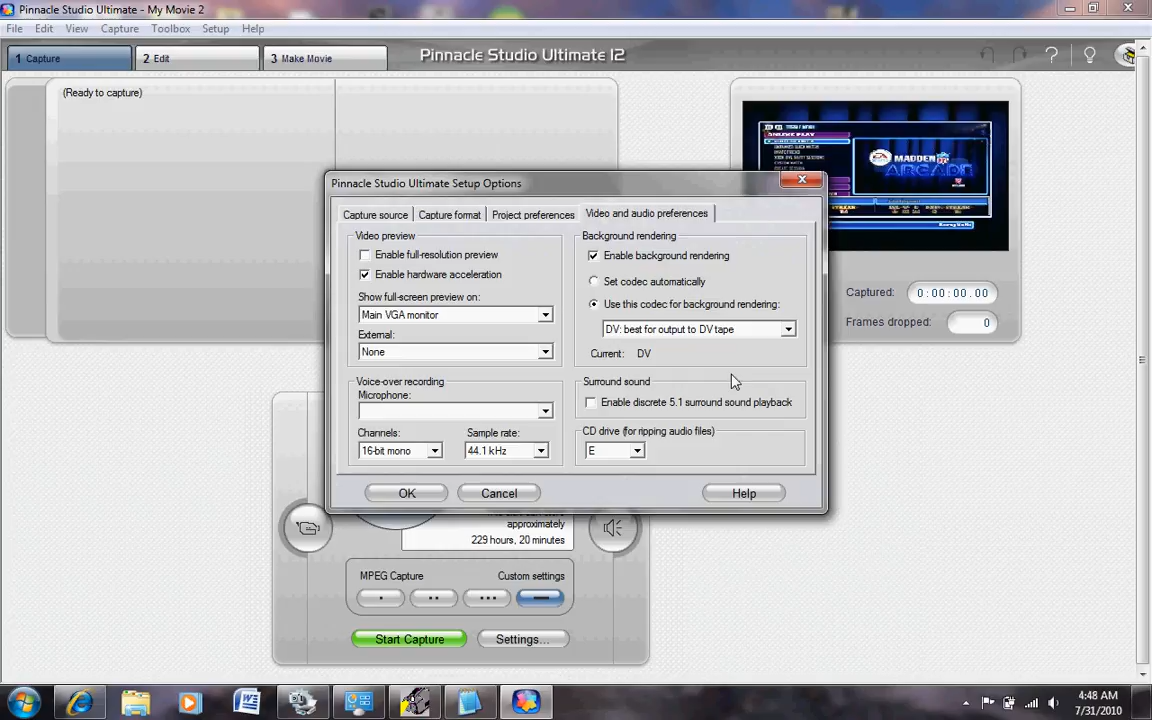 Pinnacle Studio Ultimate - My Movie 2
File Edit View Capture Toolbox Setup Help
1 Capture 2 Edit 3 Make Movie Pinnacle Studio Ultimate 12
(Ready to capture)
MADDEN
ARCADE
Pinnacle Studio Ultimate Setup Options
Capture source Capture format Project preferences Video and audio preferences
Video preview
Enable full-resolution preview
Enable hardware acceleration
Show full-screen preview on:
Main VGA monitor
External:
None
Voice-over recording
Microphone:
Channels: Sample rate:
16-bit mono 44.1 kHz
Background rendering
Enable background rendering
Set codec automatically
Use this codec for background rendering:
DV: best for output to DV tape
Current: DV
Surround sound
Enable discrete 5.1 surround sound playback
CD drive (for ripping audio files)
E
OK Cancel Help
Captured: 0:00:00.00
Frames dropped: 0
approximately
229 hours, 20 minutes
MPEG Capture Custom settings
Start Capture Settings...
4:48 AM
7/31/2010